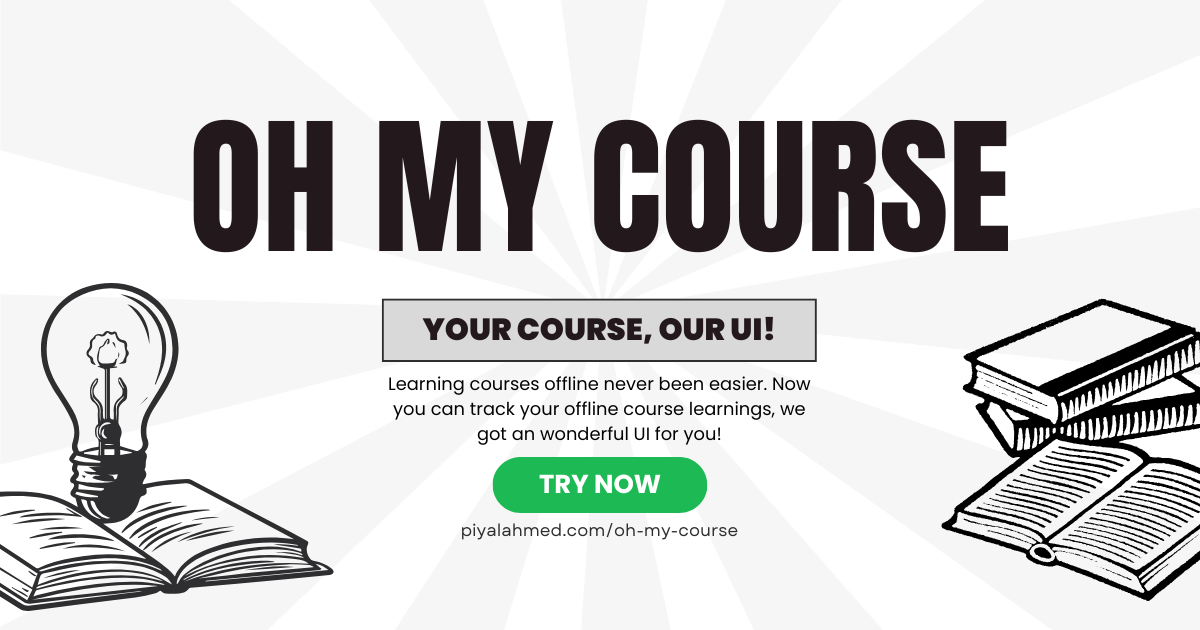 OH MY COURSE
YOUR COURSE, OUR UI!
Learning courses offline never been easier. Now
you can track your offline course learnings, we
got an wonderful UI for you!
TRY NOW
piyalahmed.com/oh-my-course